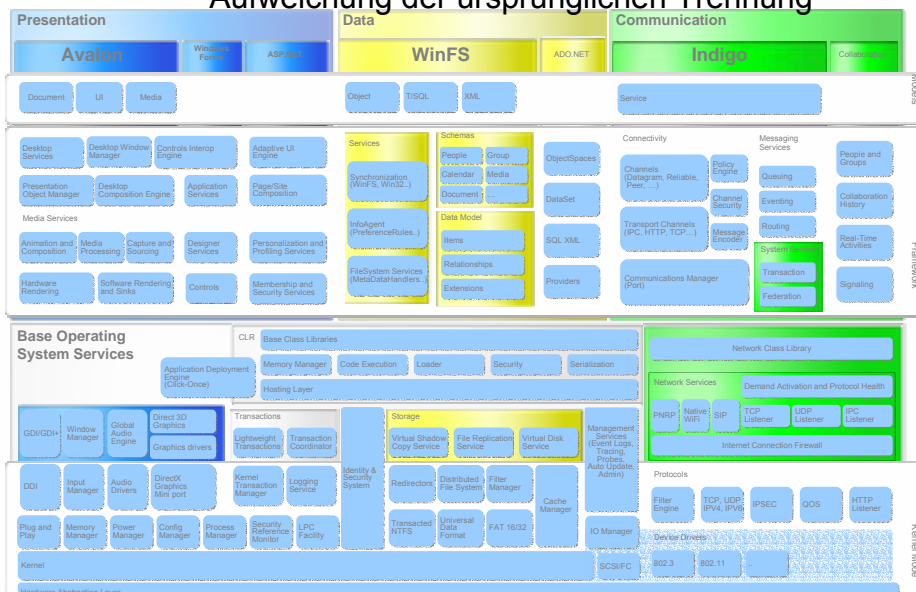 Aufweichung der ursprünglichen Trennung
Presentation
Data
Communication
Avalon
Windows
Forms
ASP.NET
WinFS
ADO.NET
Indigo
Document
UI
Media
Object
T/SQL
XML
Service
Models
Desktop
Services
Desktop Window
Manager
Controls Interop
Engine
Adaptive UI
Engine
Presentation
Object Manager
Desktop
Composition Engine
Application
Services
Page/Site
Composition
Media Services
Animation and
Composition
Media
Processing
Capture and
Sourcing
Designer
Services
Personalization and
Profiling Services
Hardware
Rendering
Software Rendering
and Sinks
Controls
Membership and
Security Services
Services
Synchronization
(WinFS, Win32..)
InfoAgent
(PreferenceRules..)
FileSystem Services
(MetaDataHandlers..)
Schemas
People
Group
Calendar
Media
Document
Data Model
Items
Relationships
Extensions
ObjectSpaces
DataSet
SQL XML
Providers
Connectivity
Channels
(Datagram, Reliable,
Peer, ....)
Policy
Engine
Channel
Security
Transport Channels
(IPC, HTTP, TCP....)
Message
Encoder
Communications Manager
(Port)
Messaging
Services
Queuing
Eventing
Routing
System
Transaction
Federation
People and
Groups
Collaboration
History
Real-Time
Activities
Signaling
Framework
Base Operating
System Services
Application Deployment
Engine
(Click-Once)
CLR
Base Class Libraries
Memory Manager
Code Execution
Loader
Security
Serialization
Hosting Layer
Network Class Library
Network Services
Demand Activation and Protocol Health
PNRP
Native
WiFi
SIP
TCP
Listener
UDP
Listener
IPC
Listener
Internet Connection Firewall
GDI/GDI+
Window
Manager
Global
Audio
Engine
Direct 3D
Graphics
Graphics drivers
Transactions
Lightweight
Transactions
Transaction
Coordinator
Identity &
Security
System
Storage
Virtual Shadow
Copy Service
File Replication
Service
Virtual Disk
Service
Management
Services
(Event Logs,
Tracing,
Probes,
Auto Update,
Admin)
DDI
Input
Manager
Audio
Drivers
DirectX
Graphics
Mini port
Kernel
Transaction
Manager
Logging
Service
Redirectors
Distributed
File System
Filter
Manager
Cache
Manager
Protocols
Filter
Engine
TCP, UDP
IPV4, IPV6
IPSEC
QOS
HTTP
Listener
Plug and
Play
Memory
Manager
Power
Manager
Config
Manager
Process
Manager
Security
Reference
Monitor
LPC
Facility
Transacted
NTFS
Universal
Data
Format
FAT 16/32
IO Manager
Device Drivers
Kernel
SCSI/FC
802.3
802.11
..
Kernel Mode
Hardware Abstraction Layer